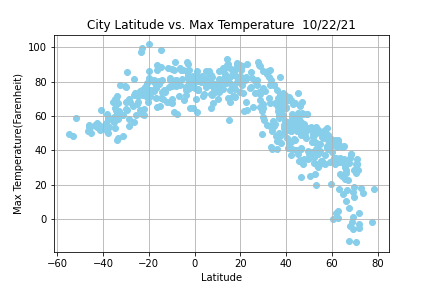 City Latitude vs. Max Temperature  10/22/21
100
80
60
40
20
0
Max Temperature(Farenheit)
−60 −40 −20 0 20 40 60 80
Latitude